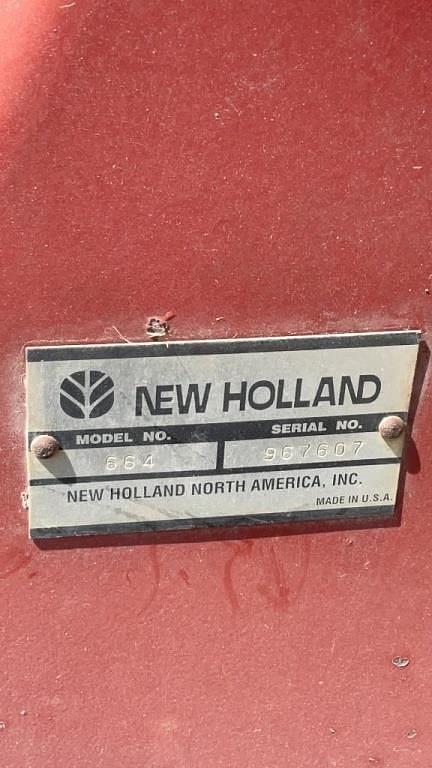 NEW HOLLAND
MODEL NO. SERIAL NO.
664 967607
NEW HOLLAND NORTH AMERICA, INC.
MADE IN U.S.A.